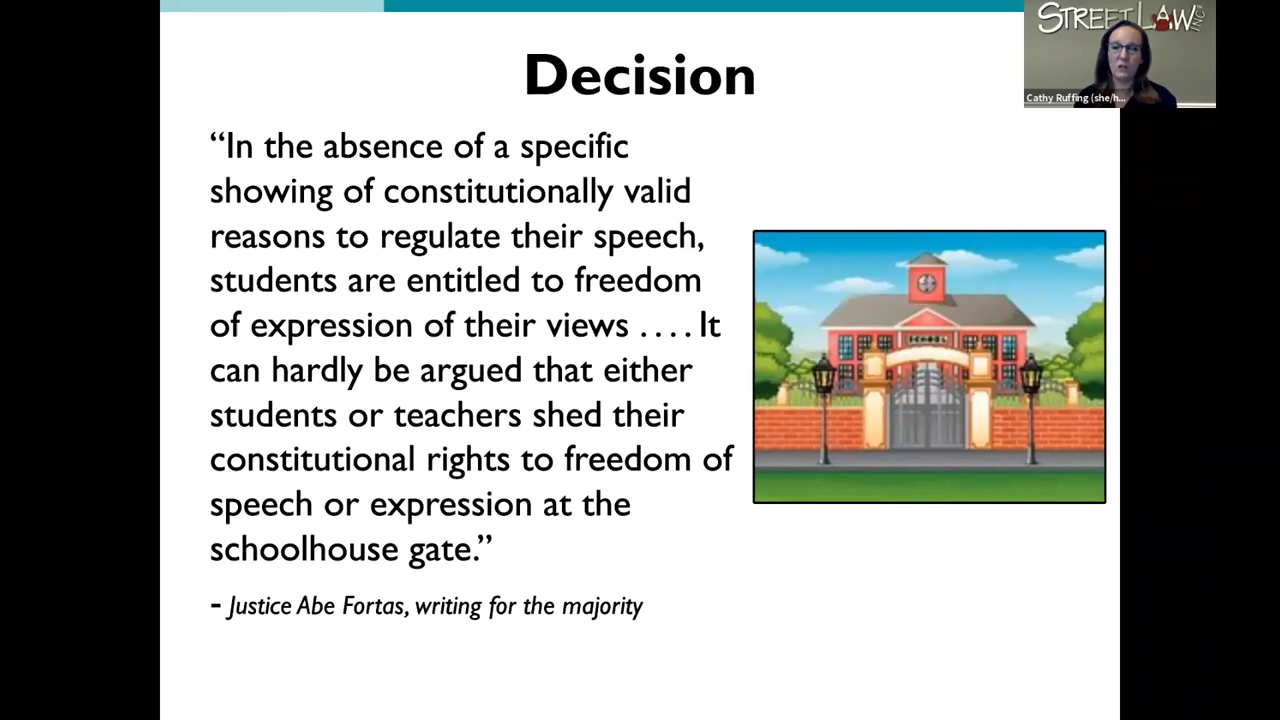 STREET LAW INC
Cathy Ruffing (she/h...
Decision
“In the absence of a specific
showing of constitutionally valid
reasons to regulate their speech,
students are entitled to freedom
of expression of their views . . . . It
can hardly be argued that either
students or teachers shed their
constitutional rights to freedom of
speech or expression at the
schoolhouse gate.”
- Justice Abe Fortas, writing for the majority
SCHOOL